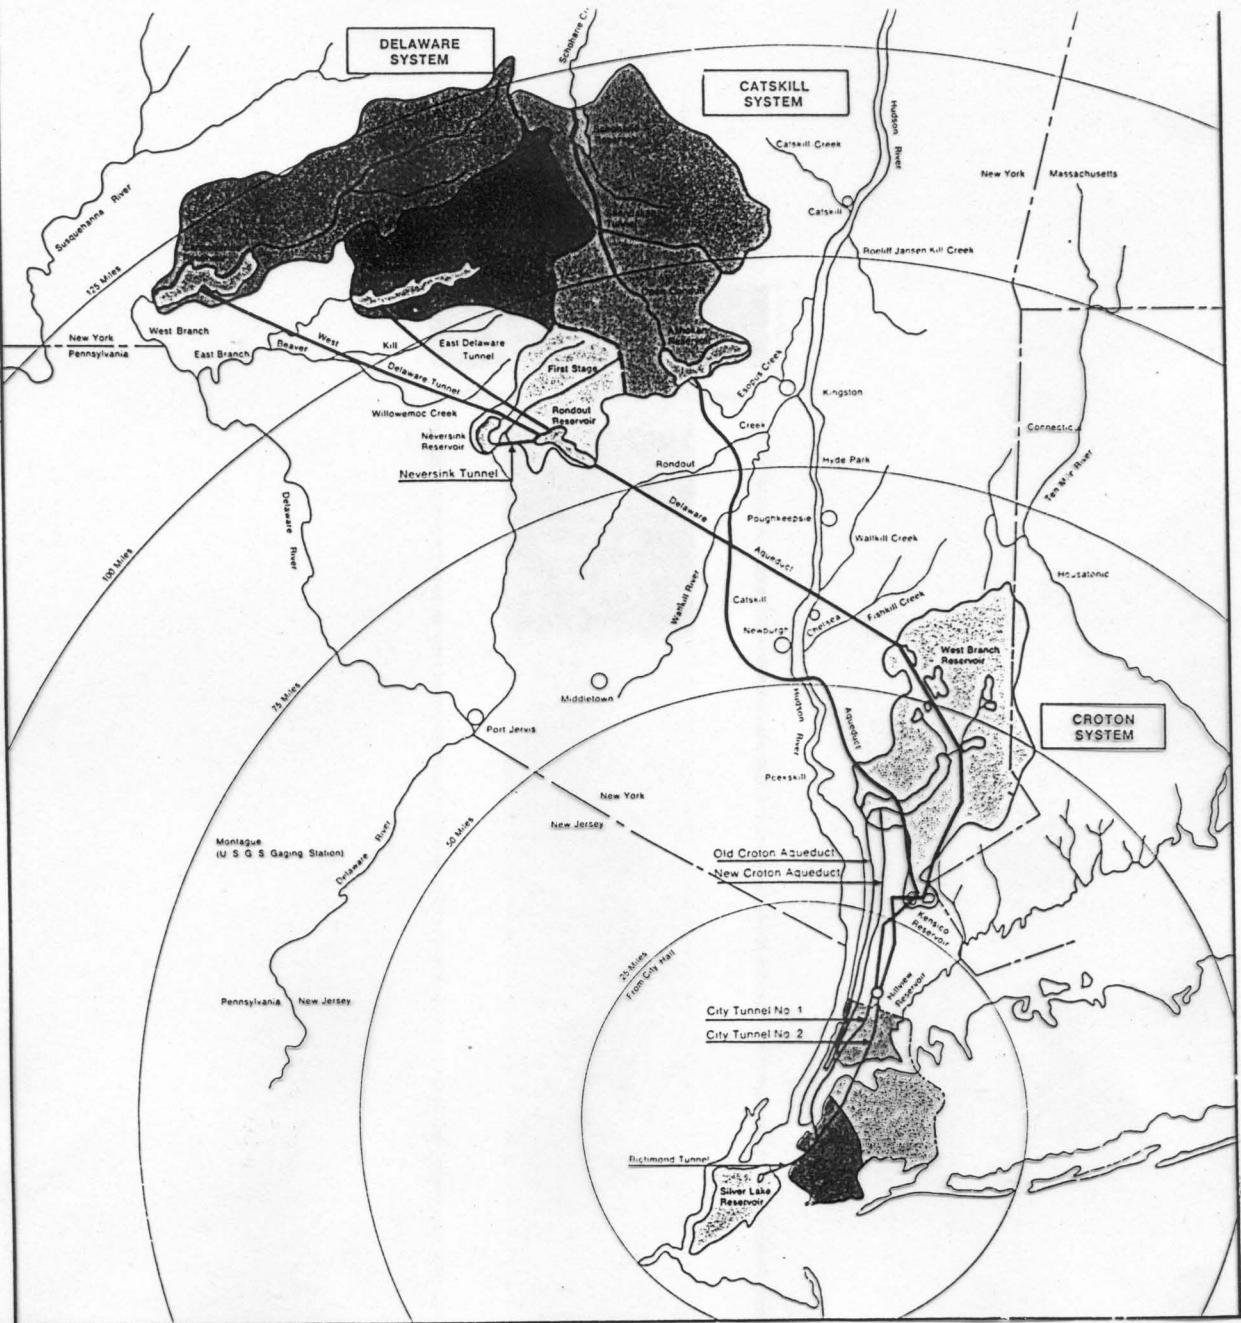 DELAWARE
SYSTEM
CATSKILL
SYSTEM
Hudson
River
Catskill Creek
New York
Massachusetts
Catskill
Roeliff Jansen Kill Creek
Susquehanna River
125 Miles
West Branch
New York
Pennsylvania
East Branch
Beaver
Kill
West
Delaware Tunnel
East Delaware
Tunnel
First Stage
Ashokan
Reservoir
Esopus Creek
Kingston
Willowemoc Creek
Rondout
Reservoir
Neversink
Reservoir
Neversink Tunnel
Creek
Rondout
Hyde Park
Ten Mile River
Delaware
Aqueduct
Poughkeepsie
Wallkill Creek
Delaware
River
100 Miles
Housatonic
Catskill
Wallkill River
Fishkill Creek
Chelsea
Newburgh
West Branch
Reservoir
75 Miles
Middletown
Hudson
River
Aqueduct
CROTON
SYSTEM
Port Jervis
Peekskill
New York
New Jersey
50 Miles
Montague
(U S G S Gaging Station)
Delaware River
Old Croton Aqueduct
New Croton Aqueduct
Kensico
Reservoir
25 Miles
From City Hall
Hillview
Reservoir
Pennsylvania
New Jersey
City Tunnel No 1
City Tunnel No 2
Richmond Tunnel
Silver Lake
Reservoir